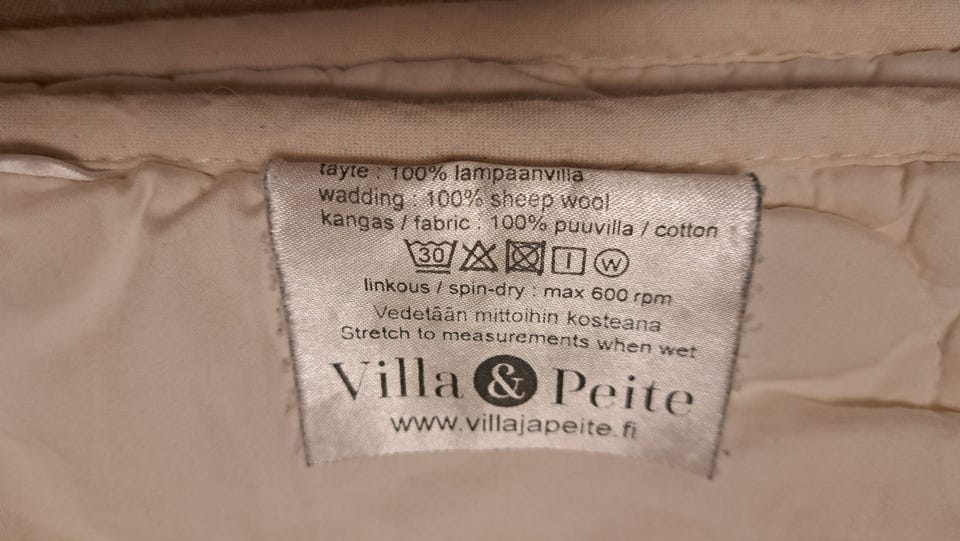 täyte : 100% lampaanvilla
wadding : 100% sheep wool
kangas / fabric : 100% puuvilla / cotton
30 I W
linkous / spin-dry : max 600 rpm
Vedetään mittoihin kosteana
Stretch to measurements when wet
Villa & Peite
www.villajapeite.fi